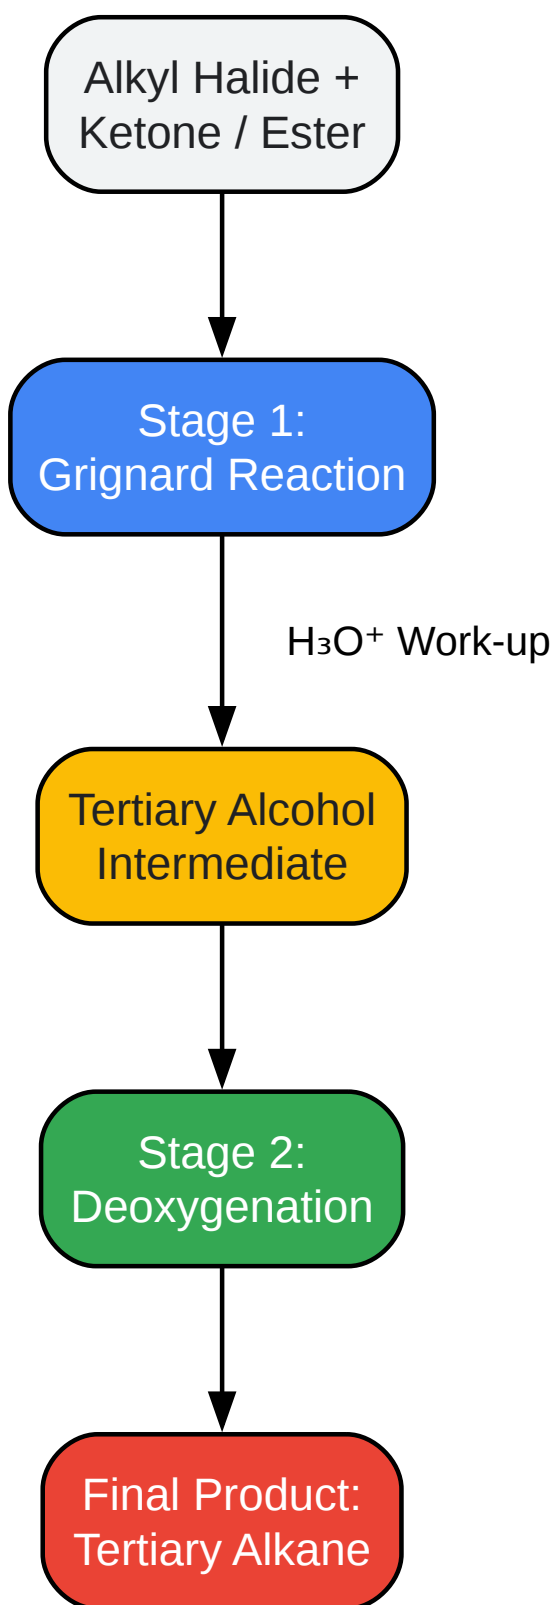 Alkyl Halide +
Ketone / Ester
Stage 1:
Grignard Reaction
H₃O⁺ Work-up
Tertiary Alcohol
Intermediate
Stage 2:
Deoxygenation
Final Product:
Tertiary Alkane